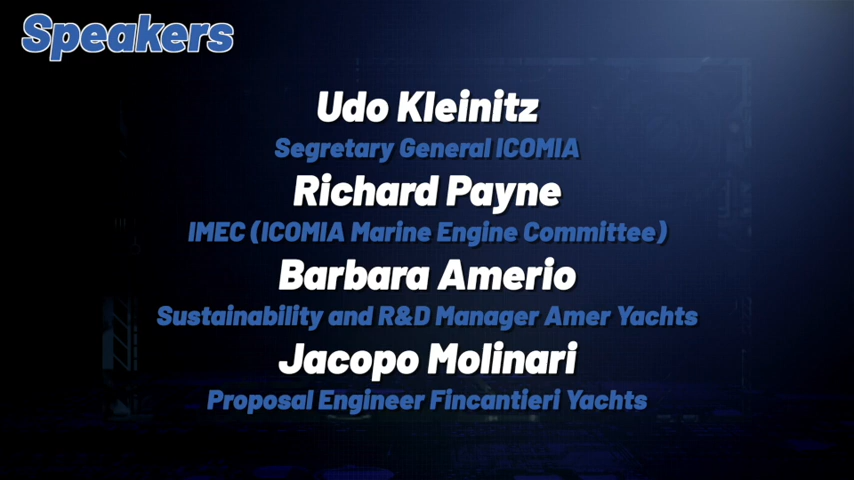 Speakers
Udo Kleinitz
Segretary General ICOMIA
Richard Payne
IMEC (ICOMIA Marine Engine Committee)
Barbara Amerio
Sustainability and R&D Manager Amer Yachts
Jacopo Molinari
Proposal Engineer Fincantieri Yachts